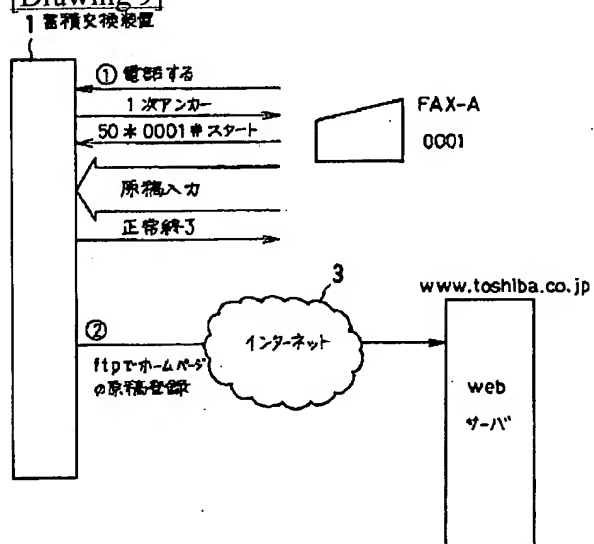 [Drawing 9]
1 蓄積交換装置
① 電話する
1次アンカー
50*0001#スタート
FAX-A
0001
原稿入力
正常終了
3
www.toshiba.co.jp
②
インターネット
ftpでホームページ
の原稿登録
web
サーバ